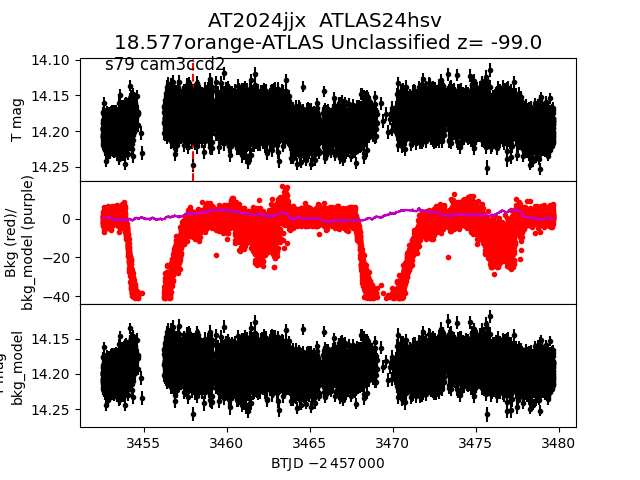 AT2024jjx  ATLAS24hsv
18.577orange-ATLAS Unclassified z= -99.0
s79 cam3ccd2
14.10
14.15
14.20
14.25
T mag
0
−20
−40
Bkg (red)/
bkg_model (purple)
14.15
14.20
14.25
bkg_model
3455
3460
3465
3470
3475
3480
BTJD −2 457 000